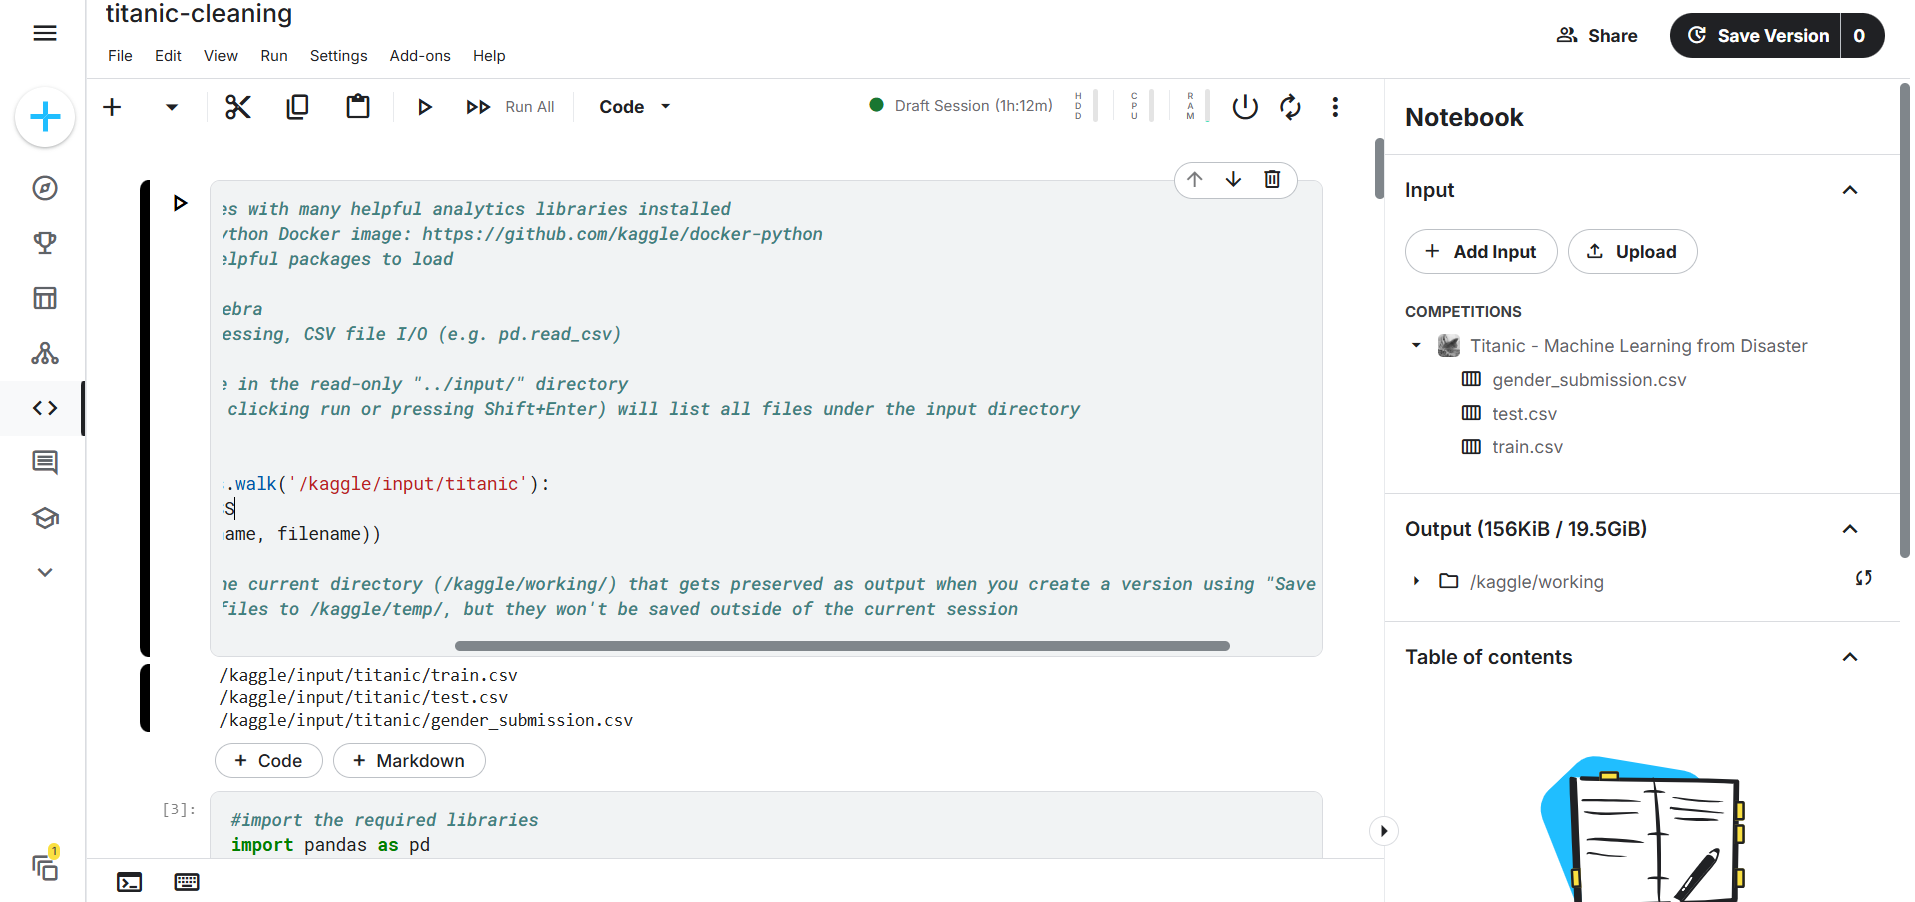 titanic-cleaning
File Edit View Run Settings Add-ons Help
Share
Save Version 0
Run All
Code
Draft Session (1h:12m)
HDD
CPU
RAM
es with many helpful analytics libraries installed
ython Docker image: https://github.com/kaggle/docker-python
elpful packages to load
ebra
essing, CSV file I/O (e.g. pd.read_csv)
e in the read-only "../input/" directory
clicking run or pressing Shift+Enter) will list all files under the input directory
.walk('/kaggle/input/titanic'):
s
ame, filename))
he current directory (/kaggle/working/) that gets preserved as output when you create a version using "Save
files to /kaggle/temp/, but they won't be saved outside of the current session
/kaggle/input/titanic/train.csv
/kaggle/input/titanic/test.csv
/kaggle/input/titanic/gender_submission.csv
+ Code + Markdown
[3]:
#import the required libraries
import pandas as pd
1
Notebook
Input
+ Add Input
Upload
COMPETITIONS
Titanic - Machine Learning from Disaster
gender_submission.csv
test.csv
train.csv
Output (156KiB / 19.5GiB)
/kaggle/working
Table of contents